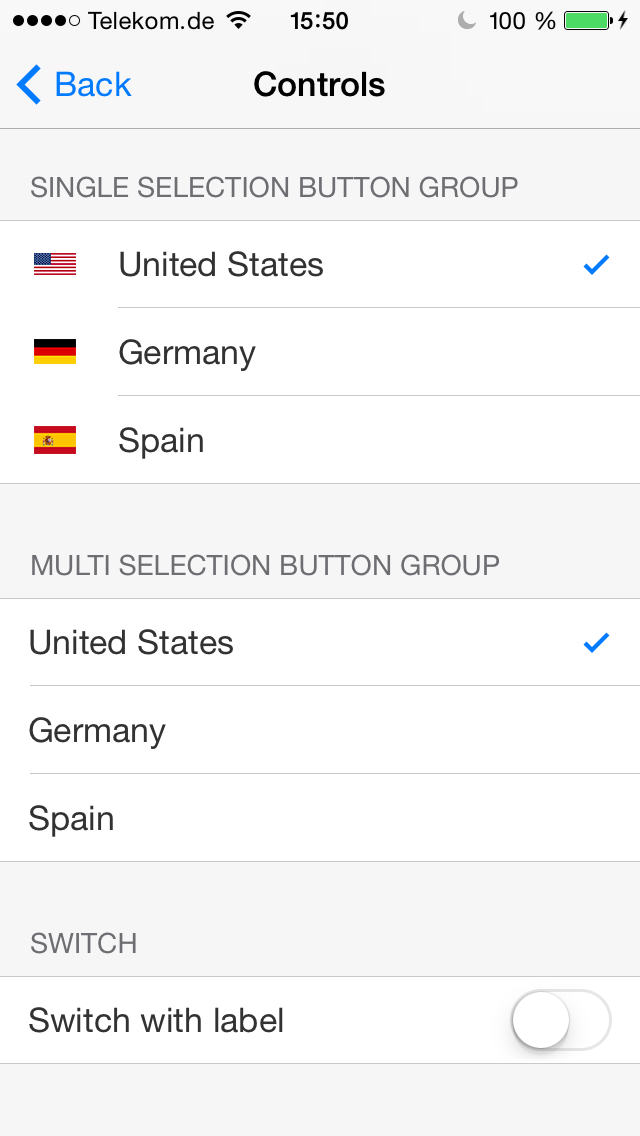 Telekom.de 15:50 100 %
Back Controls
SINGLE SELECTION BUTTON GROUP
United States
Germany
Spain
MULTI SELECTION BUTTON GROUP
United States
Germany
Spain
SWITCH
Switch with label